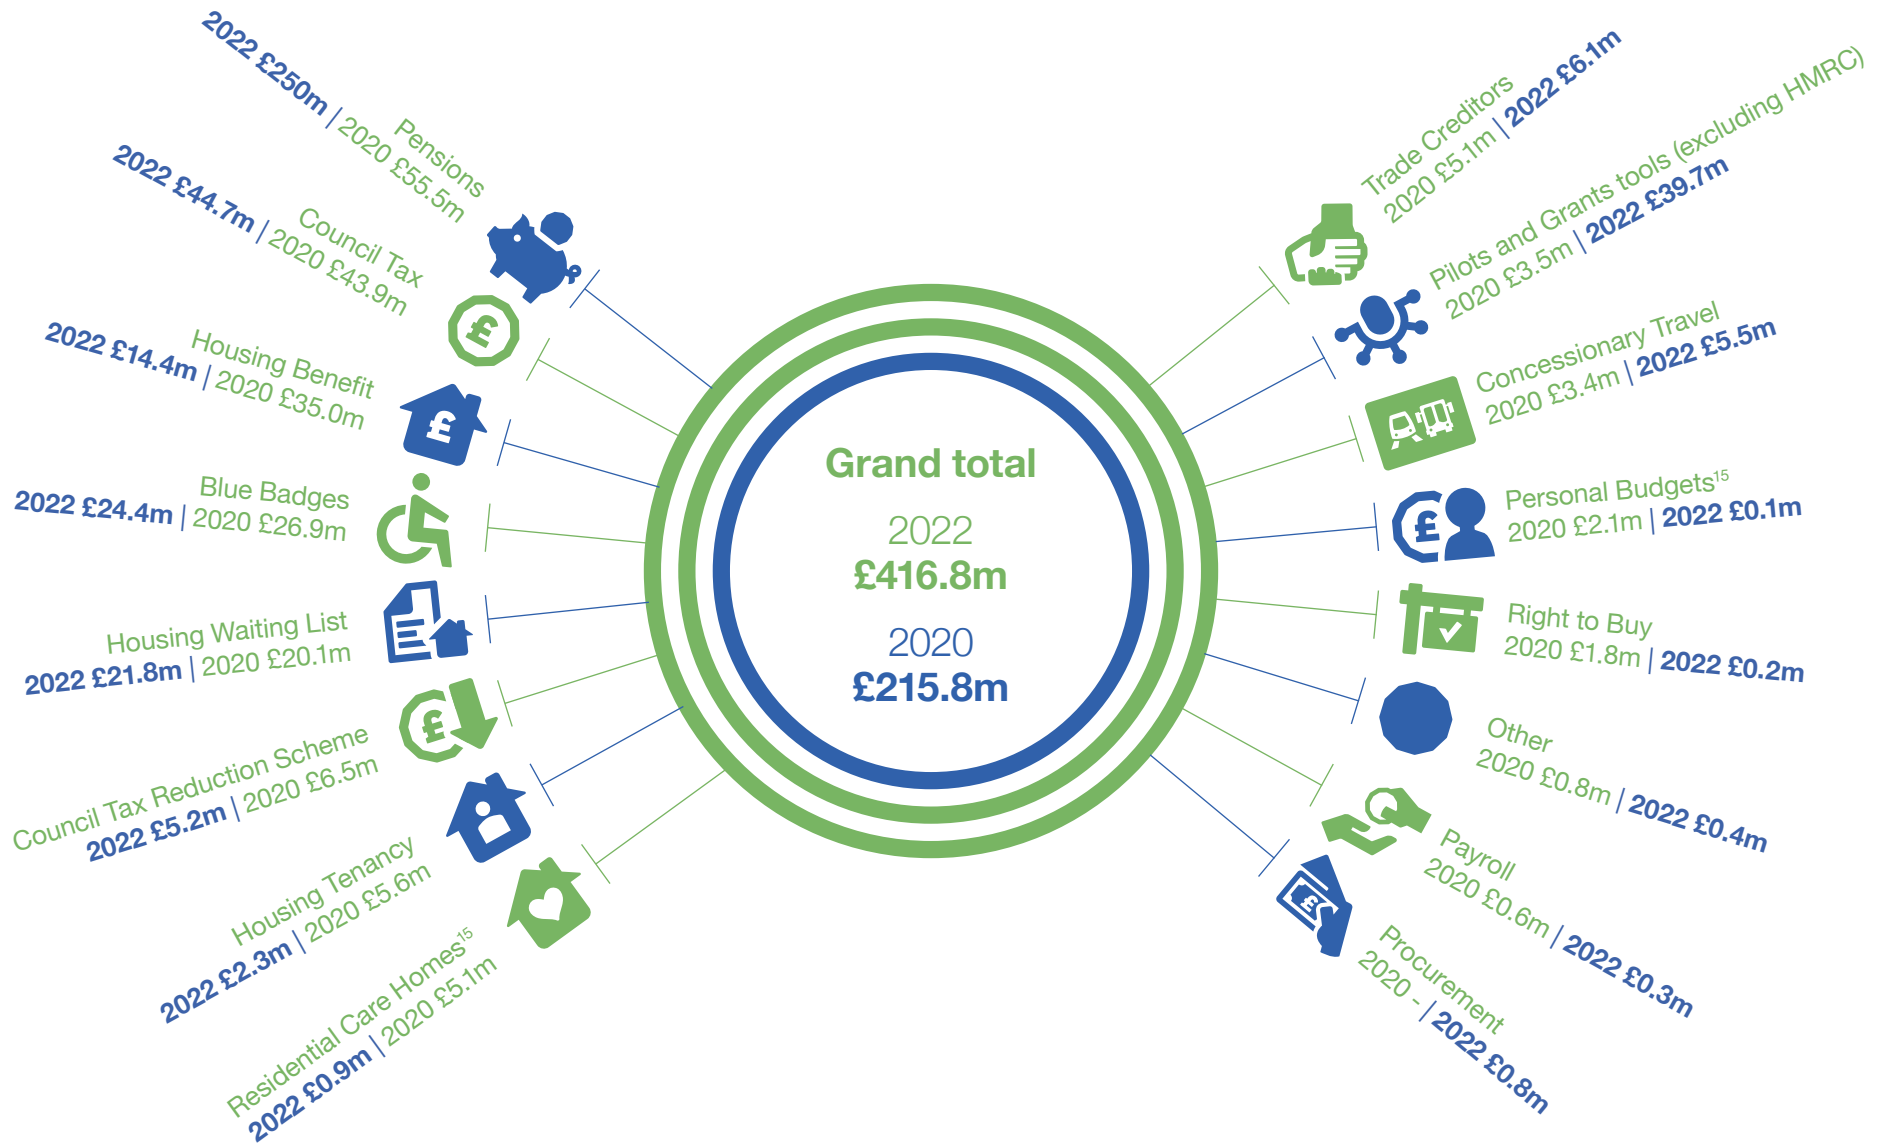 Grand total
2022
£416.8m
2020
£215.8m
Pensions
2022 £250m | 2020 £55.5m
Council Tax
2022 £44.7m | 2020 £43.9m
Housing Benefit
2022 £14.4m | 2020 £35.0m
Blue Badges
2022 £24.4m | 2020 £26.9m
Housing Waiting List
2022 £21.8m | 2020 £20.1m
Council Tax Reduction Scheme
2022 £5.2m | 2020 £6.5m
Housing Tenancy
2022 £2.3m | 2020 £5.6m
Residential Care Homes15
2022 £0.9m | 2020 £5.1m
Trade Creditors
2020 £5.1m | 2022 £6.1m
Pilots and Grants tools (excluding HMRC)
2020 £3.5m | 2022 £39.7m
Concessionary Travel
2020 £3.4m | 2022 £5.5m
Personal Budgets15
2020 £2.1m | 2022 £0.1m
Right to Buy
2020 £1.8m | 2022 £0.2m
Other
2020 £0.8m | 2022 £0.4m
Payroll
2020 £0.6m | 2022 £0.3m
Procurement
2020 - | 2022 £0.8m